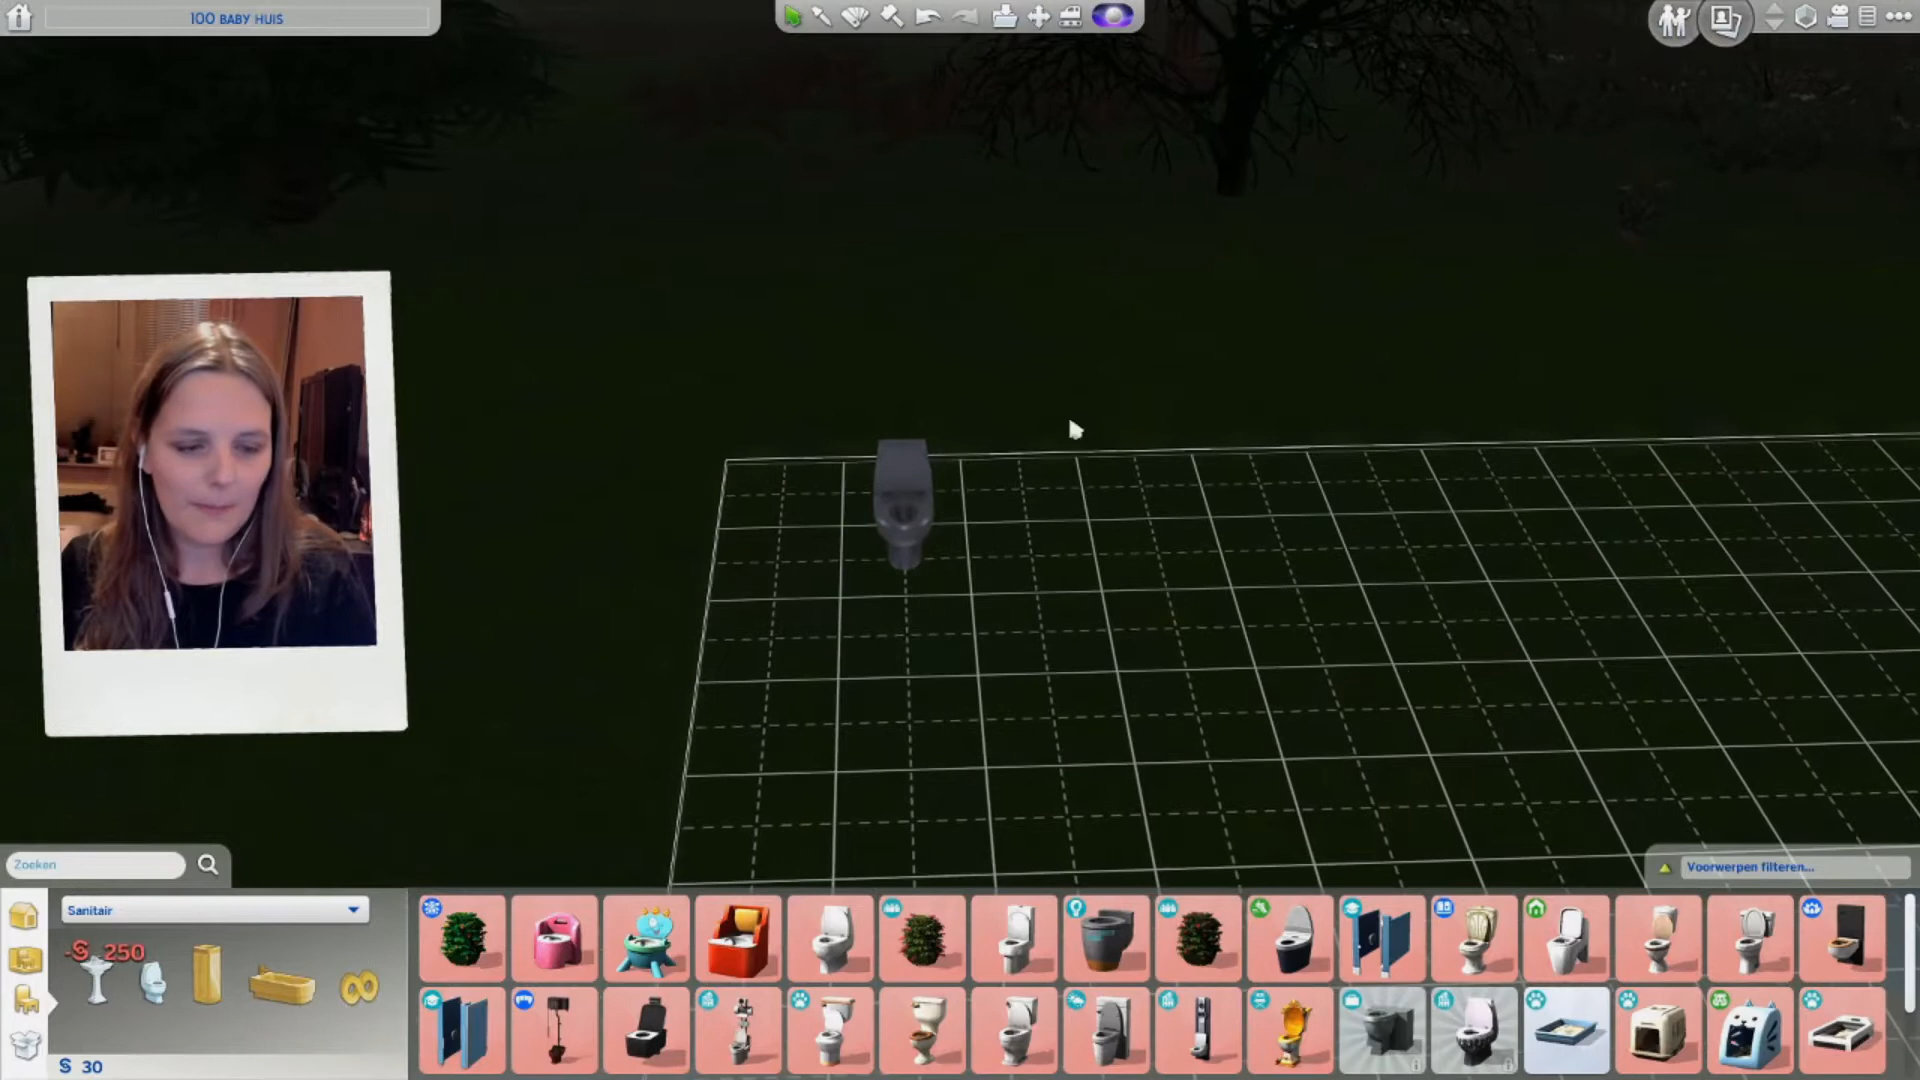 100 BABY HUIS
Zoeken
Voorwerpen filteren...
Sanitair
-§ 250
§ 30